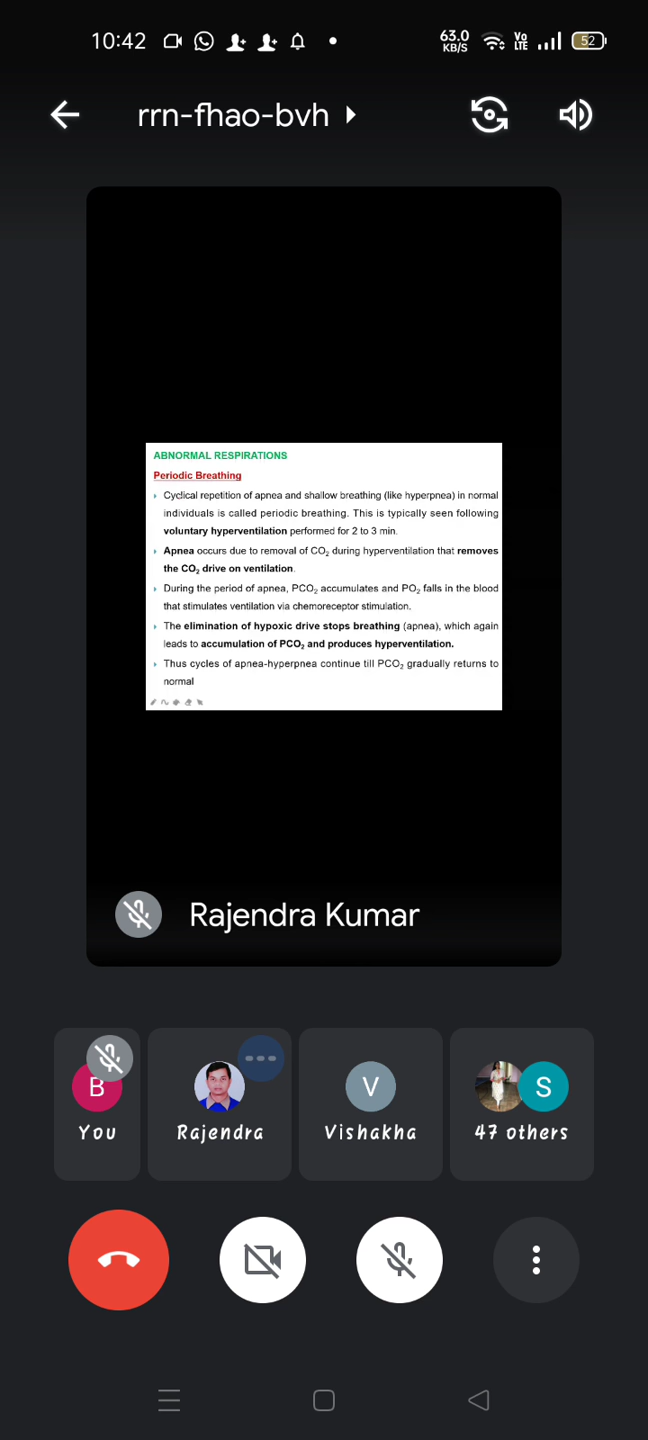 10:42
63.0
KB/S
Vo
LTE
52
rrn-fhao-bvh
ABNORMAL RESPIRATIONS
Periodic Breathing
Cyclical repetition of apnea and shallow breathing (like hyperpnea) in normal
individuals is called periodic breathing. This is typically seen following
voluntary hyperventilation performed for 2 to 3 min.
Apnea occurs due to removal of CO₂ during hyperventilation that removes
the CO₂ drive on ventilation.
During the period of apnea, PCO₂ accumulates and PO₂ falls in the blood
that stimulates ventilation via chemoreceptor stimulation.
The elimination of hypoxic drive stops breathing (apnea), which again
leads to accumulation of PCO₂ and produces hyperventilation.
Thus cycles of apnea-hyperpnea continue till PCO₂ gradually returns to
normal
Rajendra Kumar
B
You
Rajendra
V
Vishakha
S
47 others